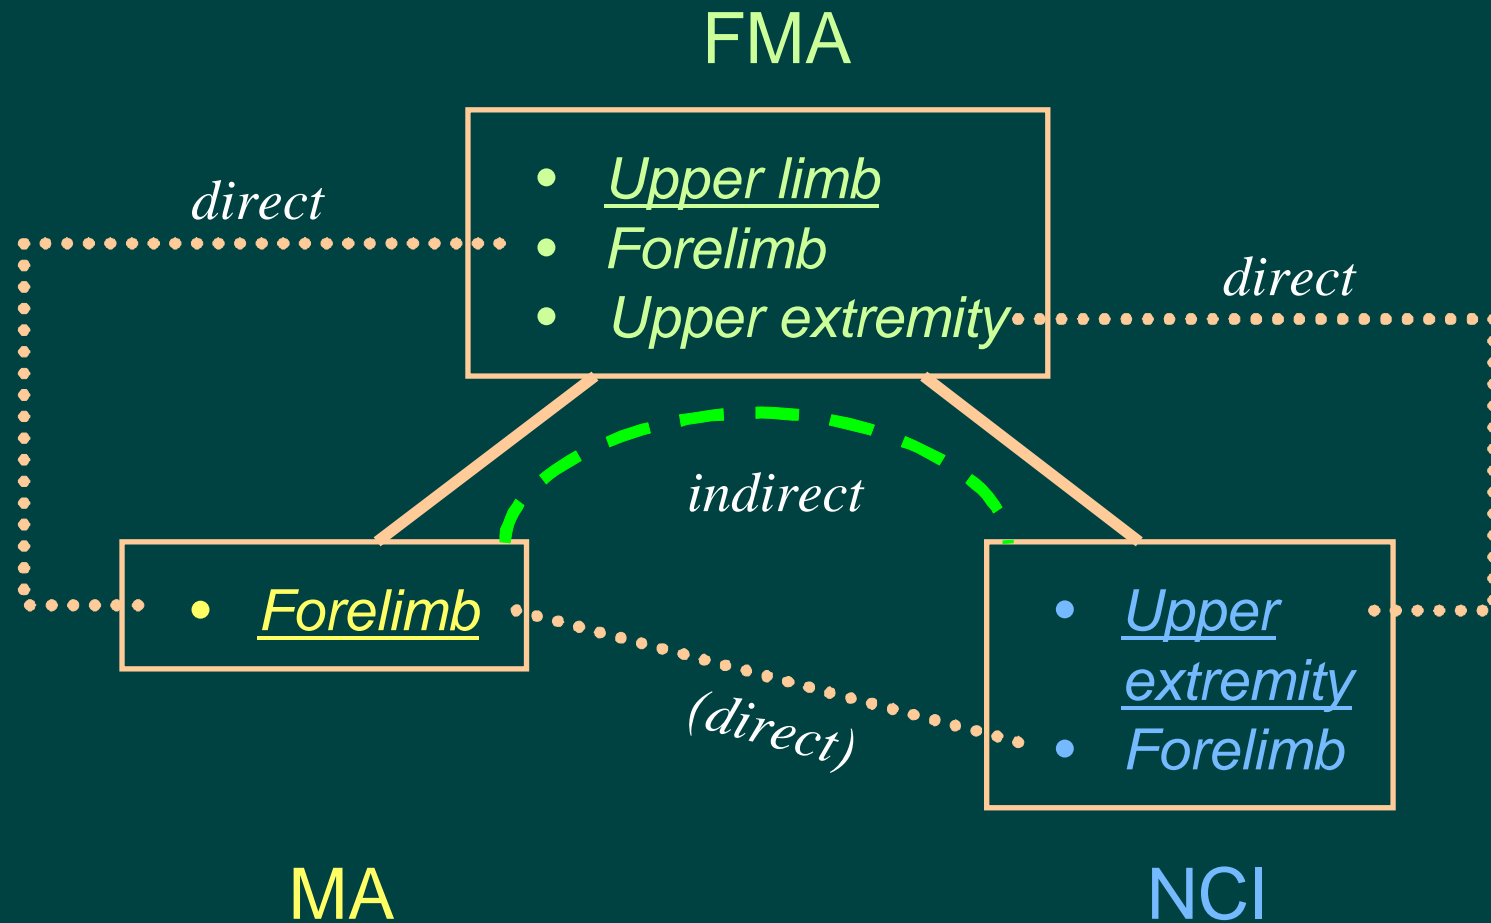 FMA
direct
• Upper limb
• Forelimb
• Upper extremity
direct
indirect
• Forelimb
(direct)
• Upper
extremity
• Forelimb
MA
NCI